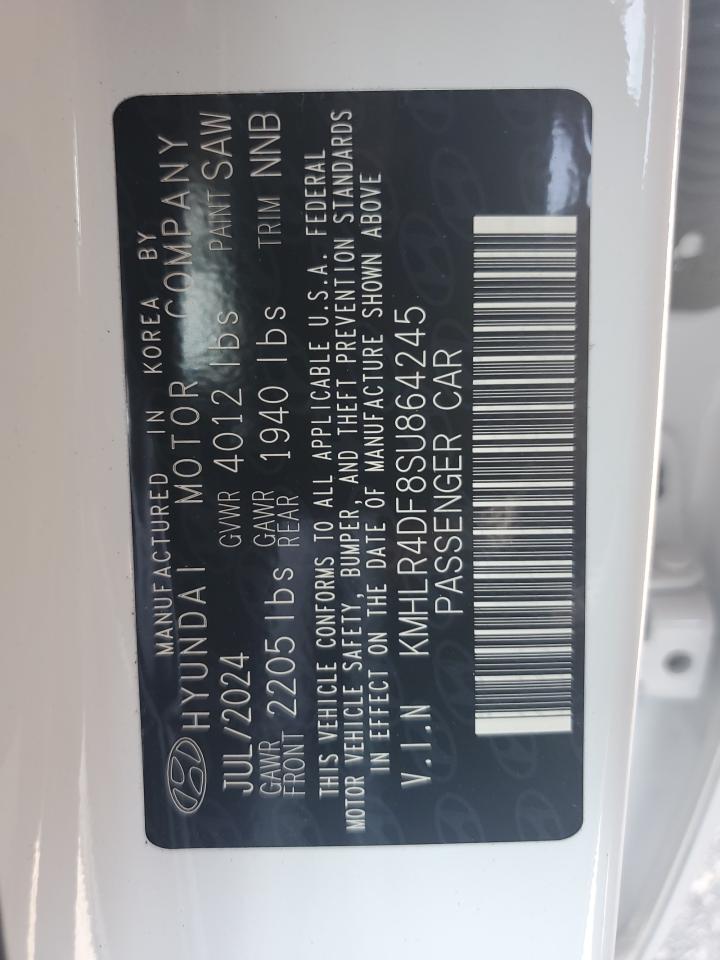 MANUFACTURED IN KOREA BY
HYUNDAI MOTOR COMPANY
JUL/2024 GVWR 4012 lbs PAINT SAW
GAWR FRONT 2205 lbs GAWR REAR 1940 lbs TRIM NNB
THIS VEHICLE CONFORMS TO ALL APPLICABLE U.S.A. FEDERAL
MOTOR VEHICLE SAFETY, BUMPER, AND THEFT PREVENTION STANDARDS
IN EFFECT ON THE DATE OF MANUFACTURE SHOWN ABOVE
V.I.N KMHLR4DF8SU864245
PASSENGER CAR